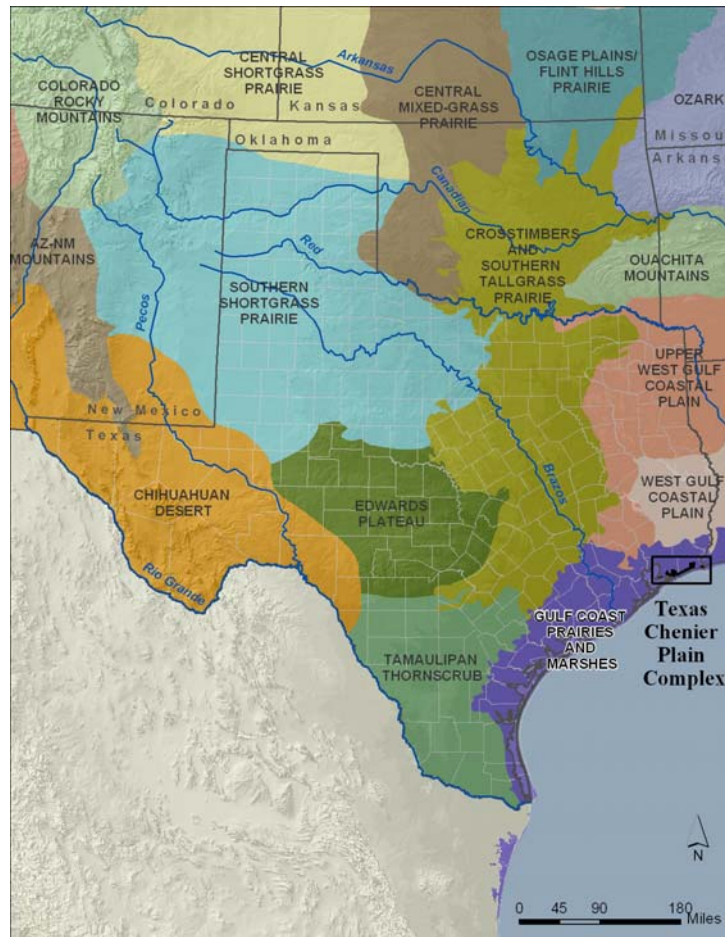 CENTRAL
SHORTGRASS
PRAIRIE
Arkansas
OSAGE PLAINS/
FLINT HILLS
PRAIRIE
COLORADO
ROCKY
MOUNTAINS
Colorado
Kansas
CENTRAL
MIXED-GRASS
PRAIRIE
OZARK
Missou
Oklahoma
Arkans
Canadian
AZ-NM
MOUNTAINS
Red
CROSSTIMBERS
AND
SOUTHERN
TALLGRASS
PRAIRIE
OUACHITA
MOUNTAINS
Pecos
SOUTHERN
SHORTGRASS
PRAIRIE
UPPER
WEST GULF
COASTAL
PLAIN
New Mexico
Texas
Brazos
WEST GULF
COASTAL
PLAIN
CHIHUAHUAN
DESERT
EDWARDS
PLATEAU
Rio Grande
GULF COAST
PRAIRIES
AND
MARSHES
Texas
Chenier
Plain
Complex
TAMAULIPAN
THORNSCRUB
N
0 45 90 180
Miles